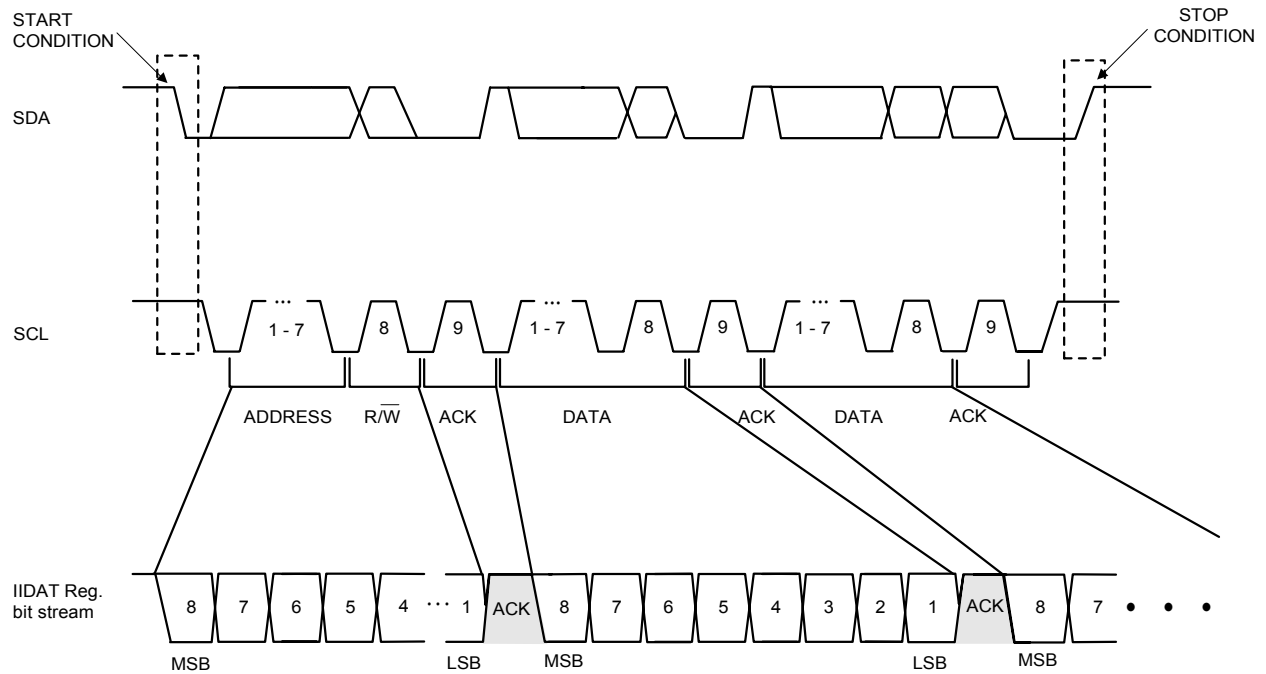 START
CONDITION
STOP
CONDITION
SDA
SCL
... ... ...
1 - 7 8 9 1 - 7 8 9 1 - 7 8 9
ADDRESS R/W̅ ACK DATA ACK DATA ACK
IIDAT Reg.
bit stream
8 7 6 5 4 ... 1 ACK 8 7 6 5 4 3 2 1 ACK 8 7 • • •
MSB LSB MSB LSB MSB